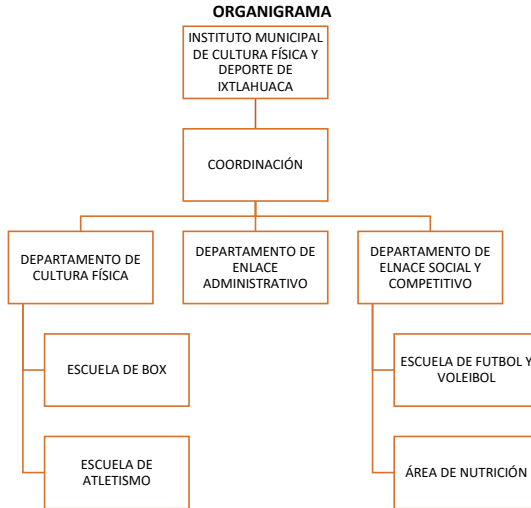 ORGANIGRAMA
INSTITUTO MUNICIPAL
DE CULTURA FÍSICA Y
DEPORTE DE
IXTLAHUACA
COORDINACIÓN
DEPARTAMENTO DE
CULTURA FÍSICA
DEPARTAMENTO DE
ENLACE
ADMINISTRATIVO
DEPARTAMENTO DE
ELNACE SOCIAL Y
COMPETITIVO
ESCUELA DE BOX
ESCUELA DE FUTBOL Y
VOLEIBOL
ESCUELA DE
ATLETISMO
ÁREA DE NUTRICIÓN